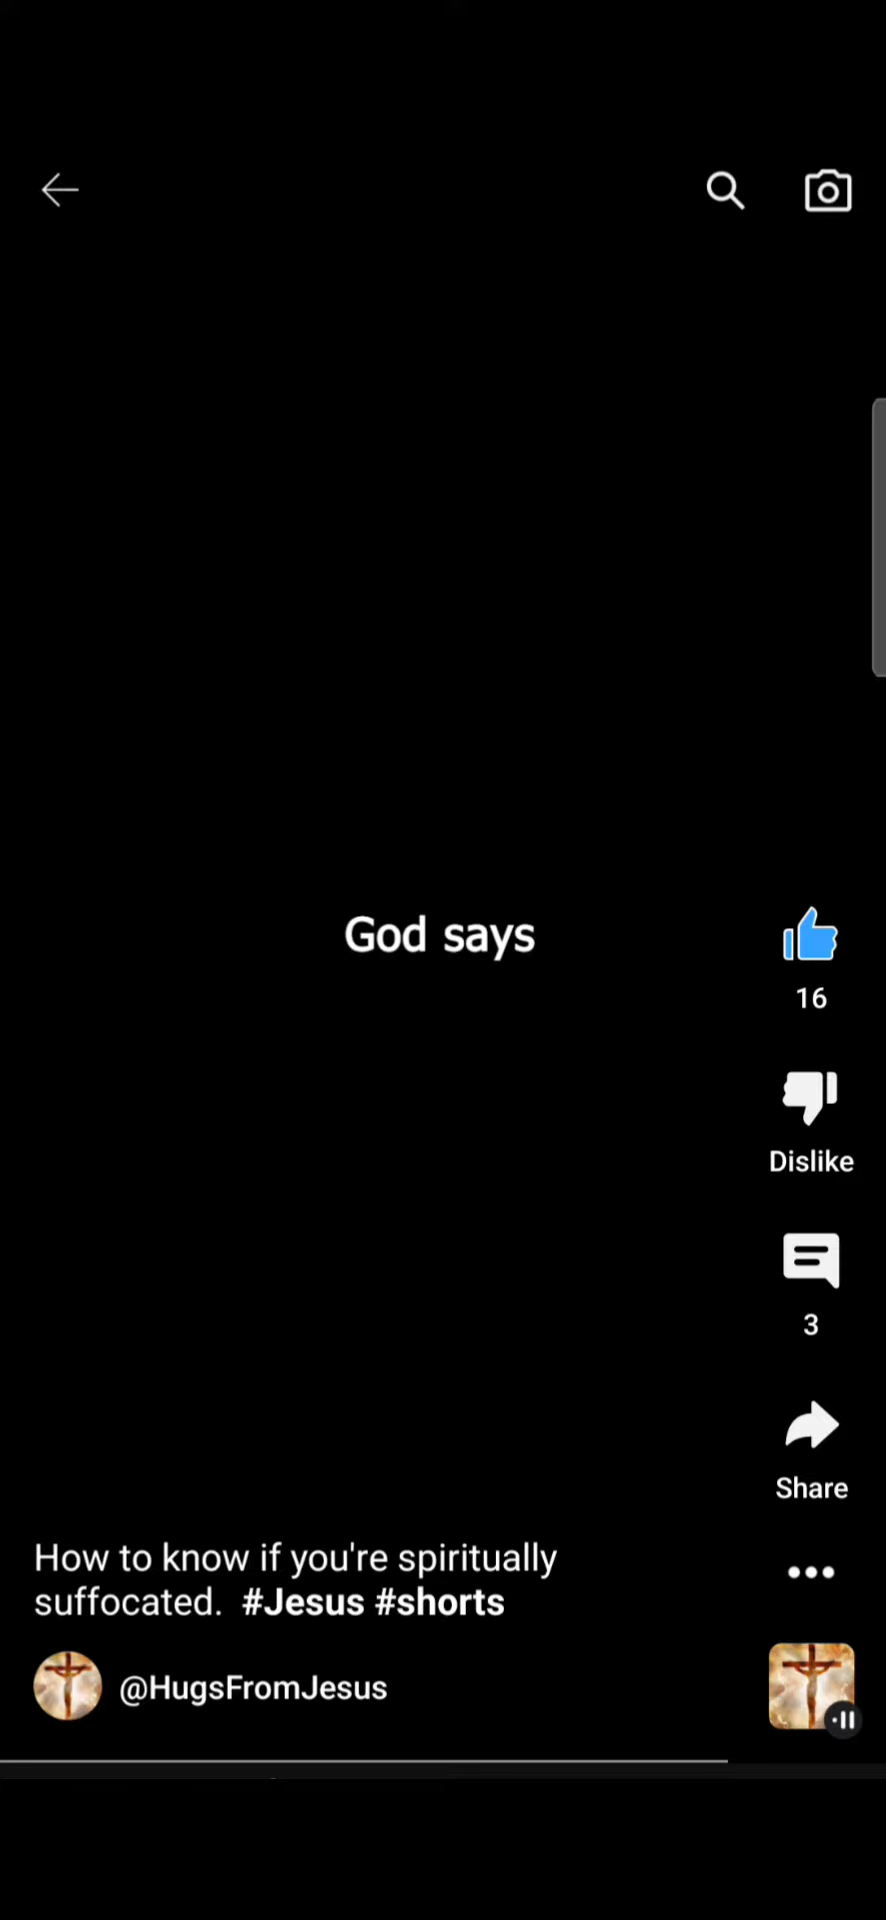 God says
16
Dislike
3
Share
How to know if you're spiritually
suffocated. #Jesus #shorts
@HugsFromJesus